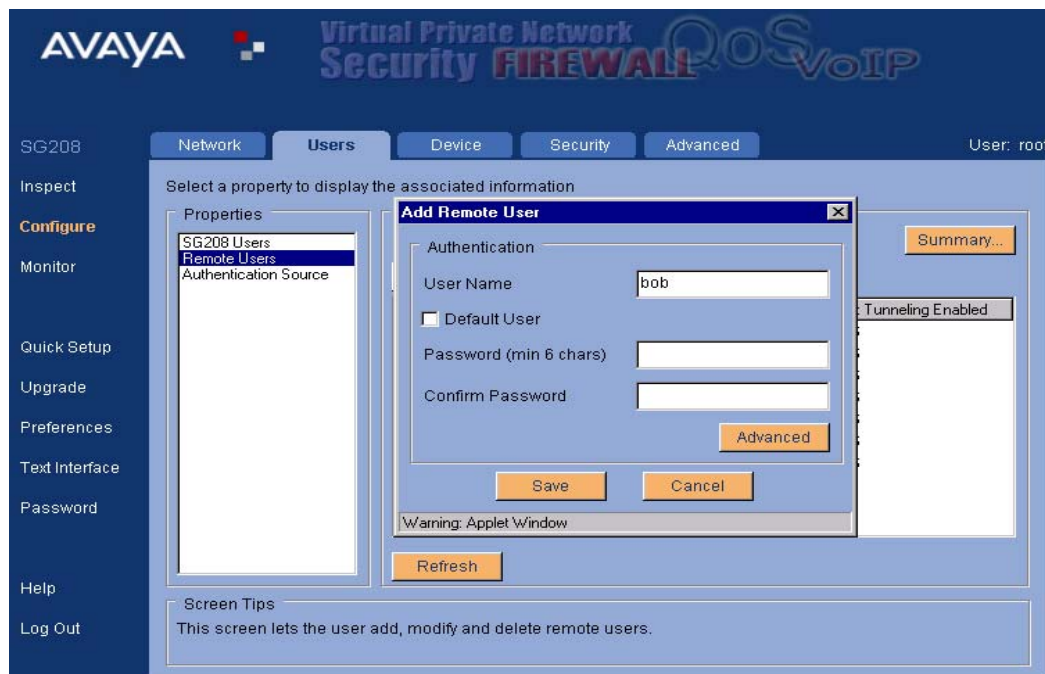 AVAYA
Virtual Private Network
Security FIREWALL QoS VoIP
SG208
Network
Users
Device
Security
Advanced
User: roo
Inspect
Configure
Monitor
Quick Setup
Upgrade
Preferences
Text Interface
Password
Help
Log Out
Select a property to display the associated information
Properties
SG208 Users
Remote Users
Authentication Source
Summary...
Tunneling Enabled
Add Remote User
Authentication
User Name
bob
Default User
Password (min 6 chars)
Confirm Password
Advanced
Save
Cancel
Warning: Applet Window
Refresh
Screen Tips
This screen lets the user add, modify and delete remote users.